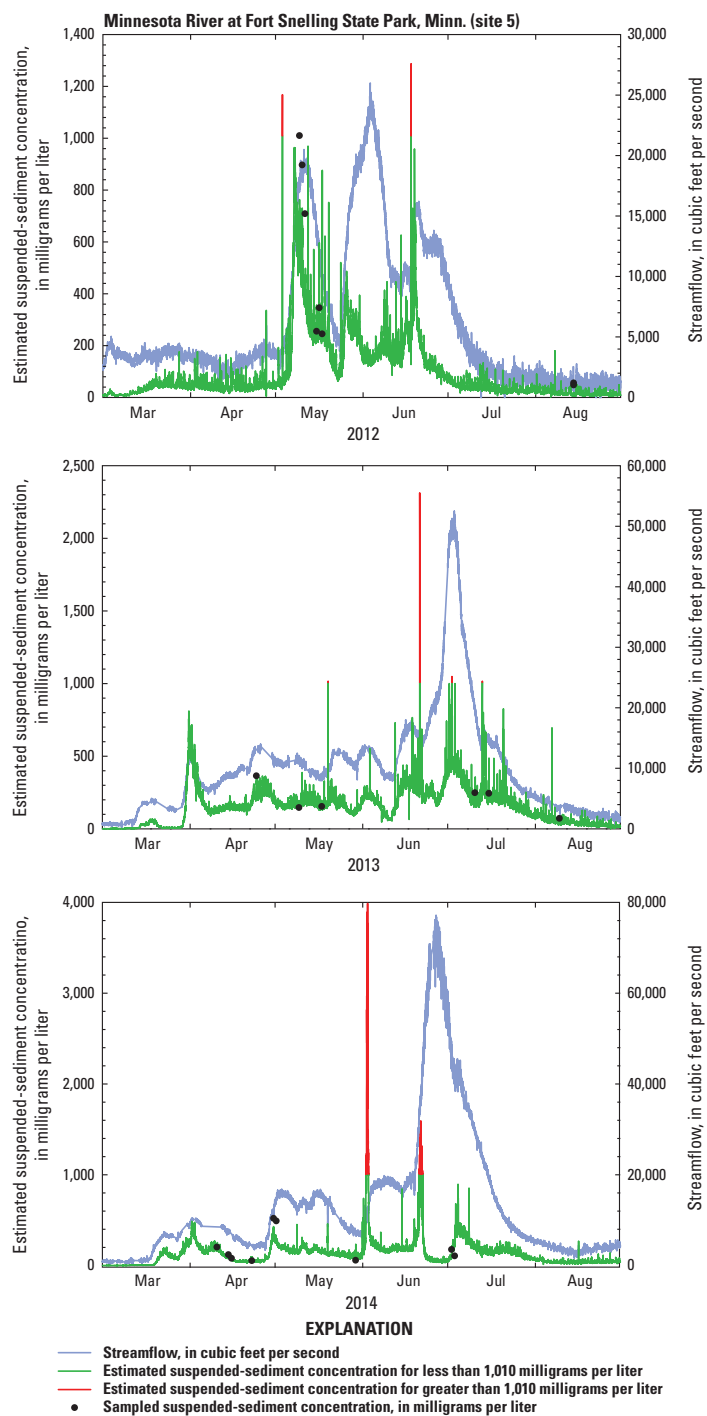 Minnesota River at Fort Snelling State Park, Minn. (site 5)
Estimated suspended-sediment concentration,
in milligrams per liter
1,400
1,200
1,000
800
600
400
200
0
30,000
25,000
20,000
15,000
10,000
5,000
0
Streamflow, in cubic feet per second
Mar Apr May Jun Jul Aug
2012
Estimated suspended-sediment concentration,
in milligrams per liter
2,500
2,000
1,500
1,000
500
0
60,000
50,000
40,000
30,000
20,000
10,000
0
Streamflow, in cubic feet per second
Mar Apr May Jun Jul Aug
2013
Estimated suspended-sediment concentratino,
in milligrams per liter
4,000
3,000
2,000
1,000
0
80,000
60,000
40,000
20,000
0
Streamflow, in cubic feet per second
Mar Apr May Jun Jul Aug
2014
EXPLANATION
Streamflow, in cubic feet per second
Estimated suspended-sediment concentration for less than 1,010 milligrams per liter
Estimated suspended-sediment concentration for greater than 1,010 milligrams per liter
Sampled suspended-sediment concentration, in milligrams per liter